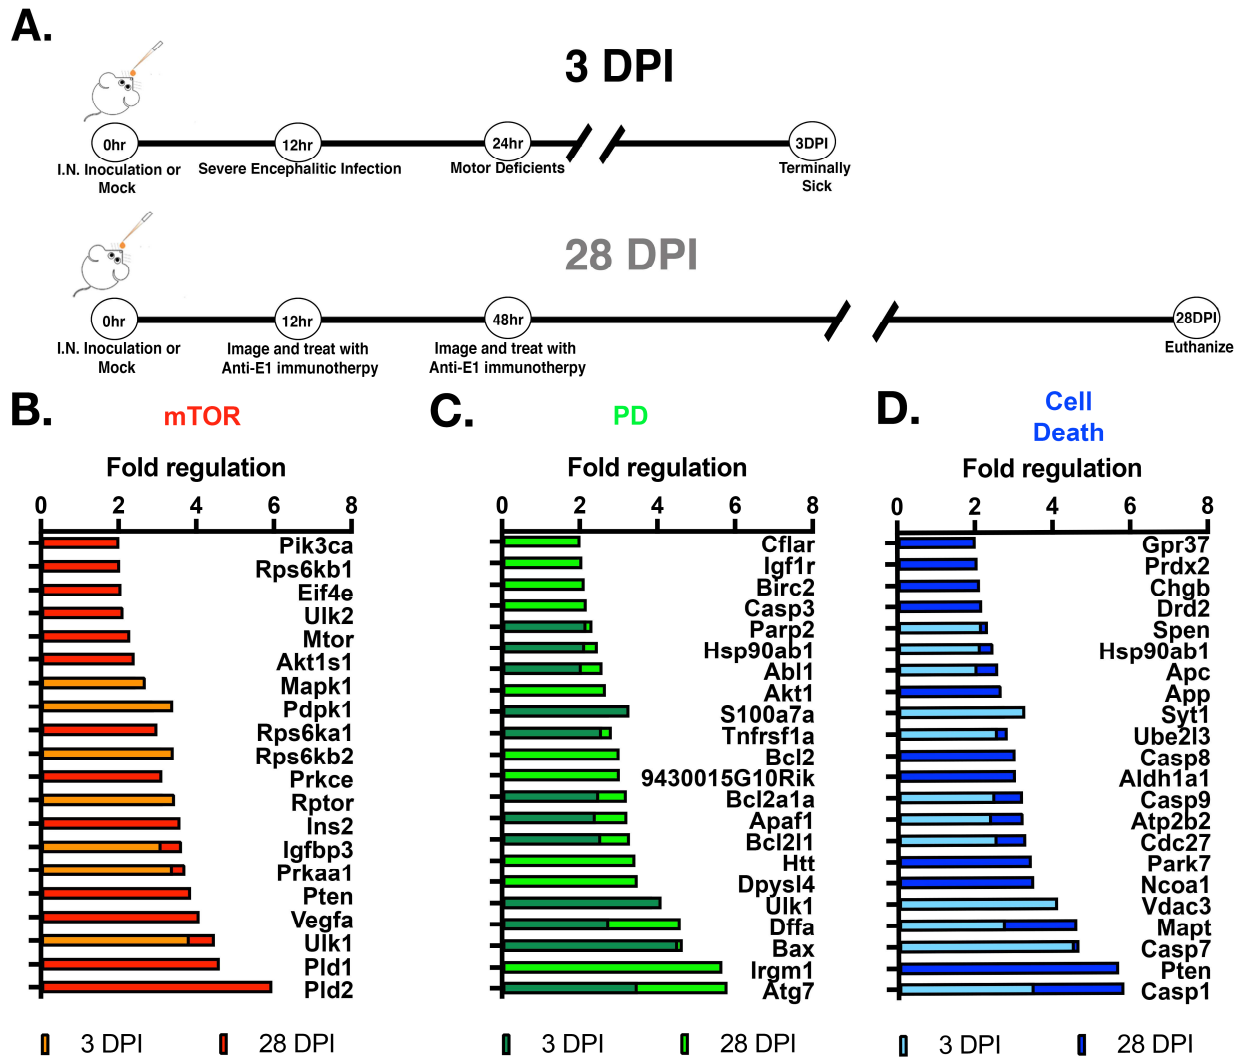 A.
3 DPI
0hr
12hr
24hr
3DPI
I.N. Inoculation or
Mock
Severe Encephalitic Infection
Motor Deficients
Terminally
Sick
28 DPI
0hr
12hr
48hr
28DPI
I.N. Inoculation or
Mock
Image and treat with
Anti-E1 immunotherpy
Image and treat with
Anti-E1 immunotherpy
Euthanize
B.
mTOR
Fold regulation
0 2 4 6 8
Pik3ca
Rps6kb1
Eif4e
Ulk2
Mtor
Akt1s1
Mapk1
Pdpk1
Rps6ka1
Rps6kb2
Prkce
Rptor
Ins2
Igfbp3
Prkaa1
Pten
Vegfa
Ulk1
Pld1
Pld2
3 DPI 28 DPI
C.
PD
Fold regulation
0 2 4 6 8
Cflar
Igf1r
Birc2
Casp3
Parp2
Hsp90ab1
Abl1
Akt1
S100a7a
Tnfrsf1a
Bcl2
9430015G10Rik
Bcl2a1a
Apaf1
Bcl2l1
Htt
Dpysl4
Ulk1
Dffa
Bax
Irgm1
Atg7
3 DPI 28 DPI
D.
Cell
Death
Fold regulation
0 2 4 6 8
Gpr37
Prdx2
Chgb
Drd2
Spen
Hsp90ab1
Apc
App
Syt1
Ube2l3
Casp8
Aldh1a1
Casp9
Atp2b2
Cdc27
Park7
Ncoa1
Vdac3
Mapt
Casp7
Pten
Casp1
3 DPI 28 DPI